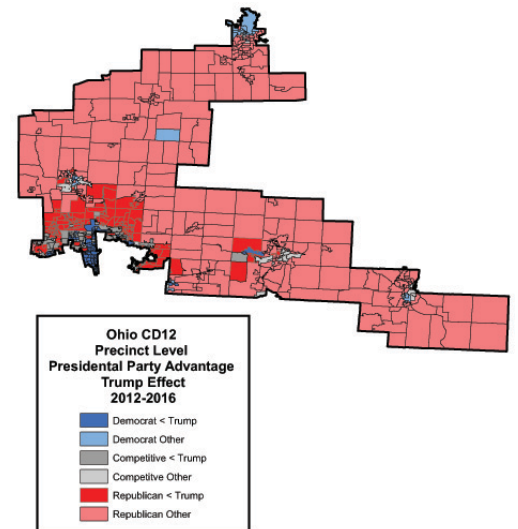 Ohio CD12
Precinct Level
Presidental Party Advantage
Trump Effect
2012-2016
Democrat < Trump
Democrat Other
Competitive < Trump
Competitve Other
Republican < Trump
Republican Other